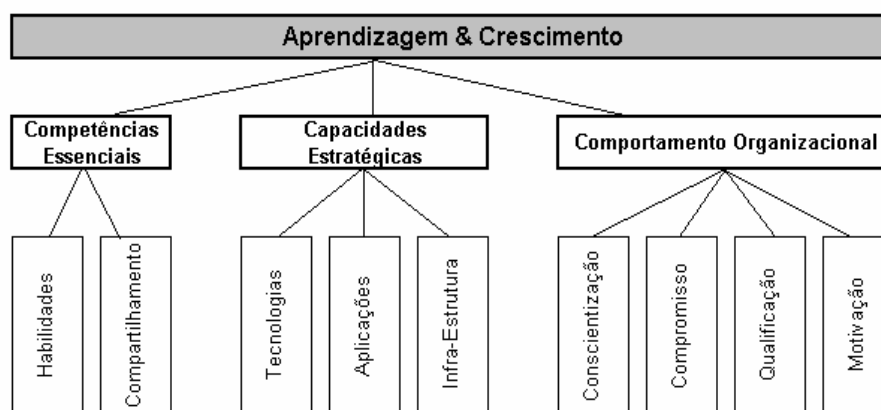 Aprendizagem & Crescimento
Competências
Essenciais
Capacidades
Estratégicas
Comportamento Organizacional
Habilidades
Compartilhamento
Tecnologias
Aplicações
Infra-Estrutura
Conscientização
Compromisso
Qualificação
Motivação